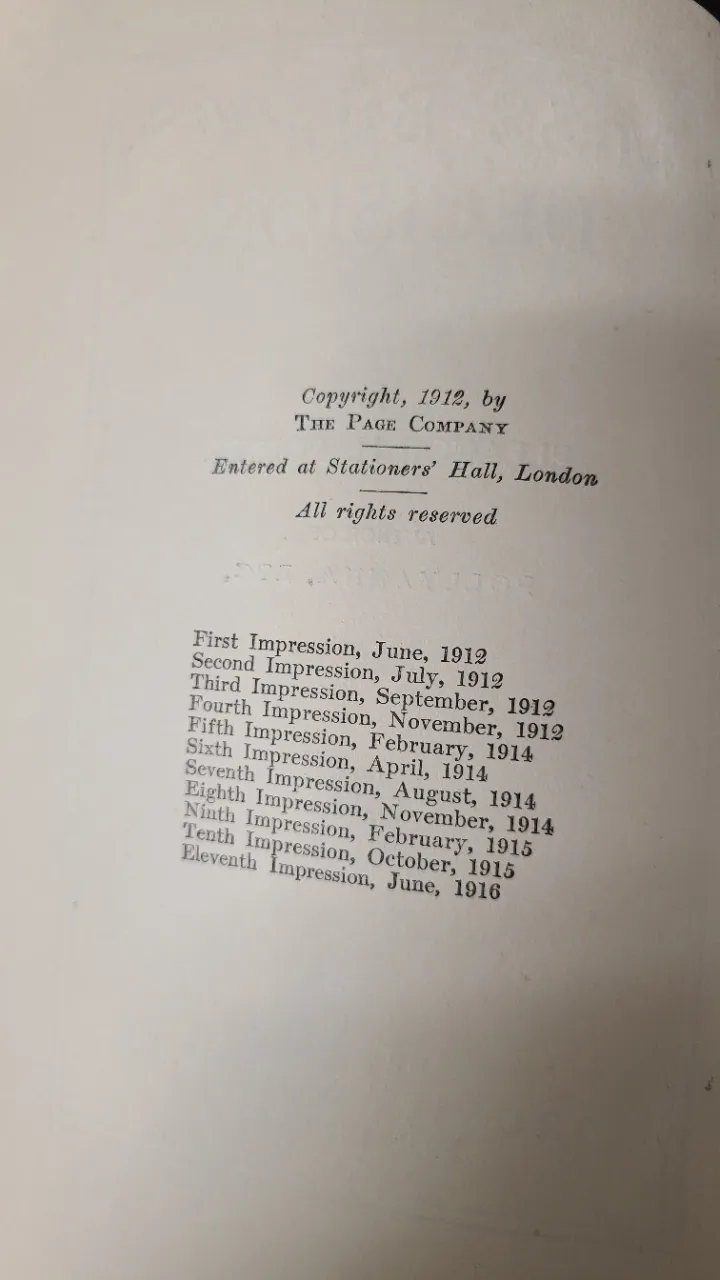 Copyright, 1912, by
THE PAGE COMPANY
Entered at Stationers' Hall, London
All rights reserved
First Impression, June, 1912
Second Impression, July, 1912
Third Impression, September, 1912
Fourth Impression, November, 1912
Fifth Impression, February, 1914
Sixth Impression, April, 1914
Seventh Impression, August, 1914
Eighth Impression, November, 1914
Ninth Impression, February, 1915
Tenth Impression, October, 1915
Eleventh Impression, June, 1916